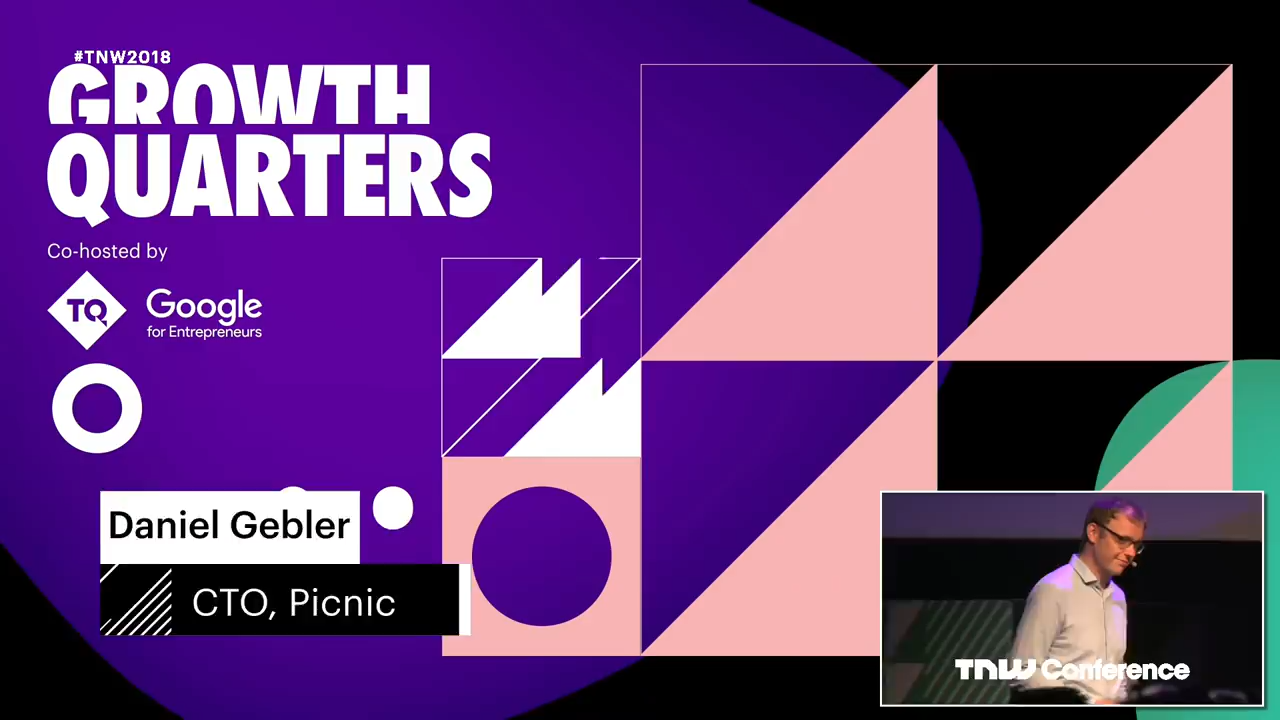 #TNW2018
GROWTH
QUARTERS
Co-hosted by
TQ
Google
for Entrepreneurs
Daniel Gebler
CTO, Picnic
TNW Conference